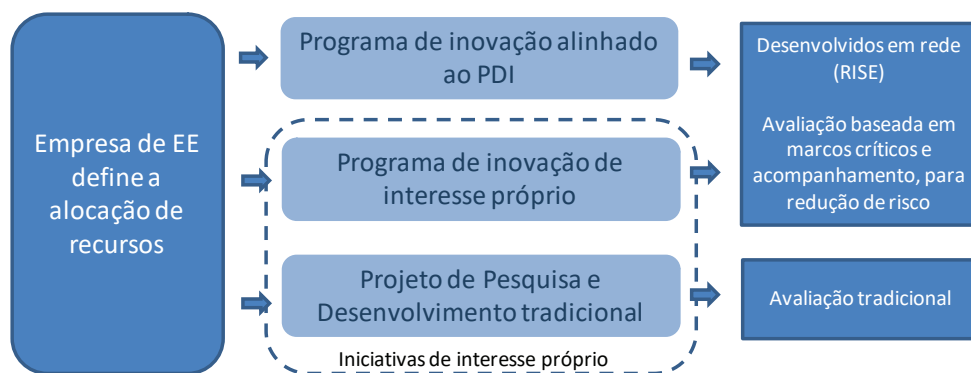 Empresa de EE
define a
alocação de
recursos
Programa de inovação alinhado
ao PDI
Programa de inovação de
interesse próprio
Projeto de Pesquisa e
Desenvolvimento tradicional
Iniciativas de interesse próprio
Desenvolvidos em rede
(RISE)
Avaliação baseada em
marcos críticos e
acompanhamento, para
redução de risco
Avaliação tradicional